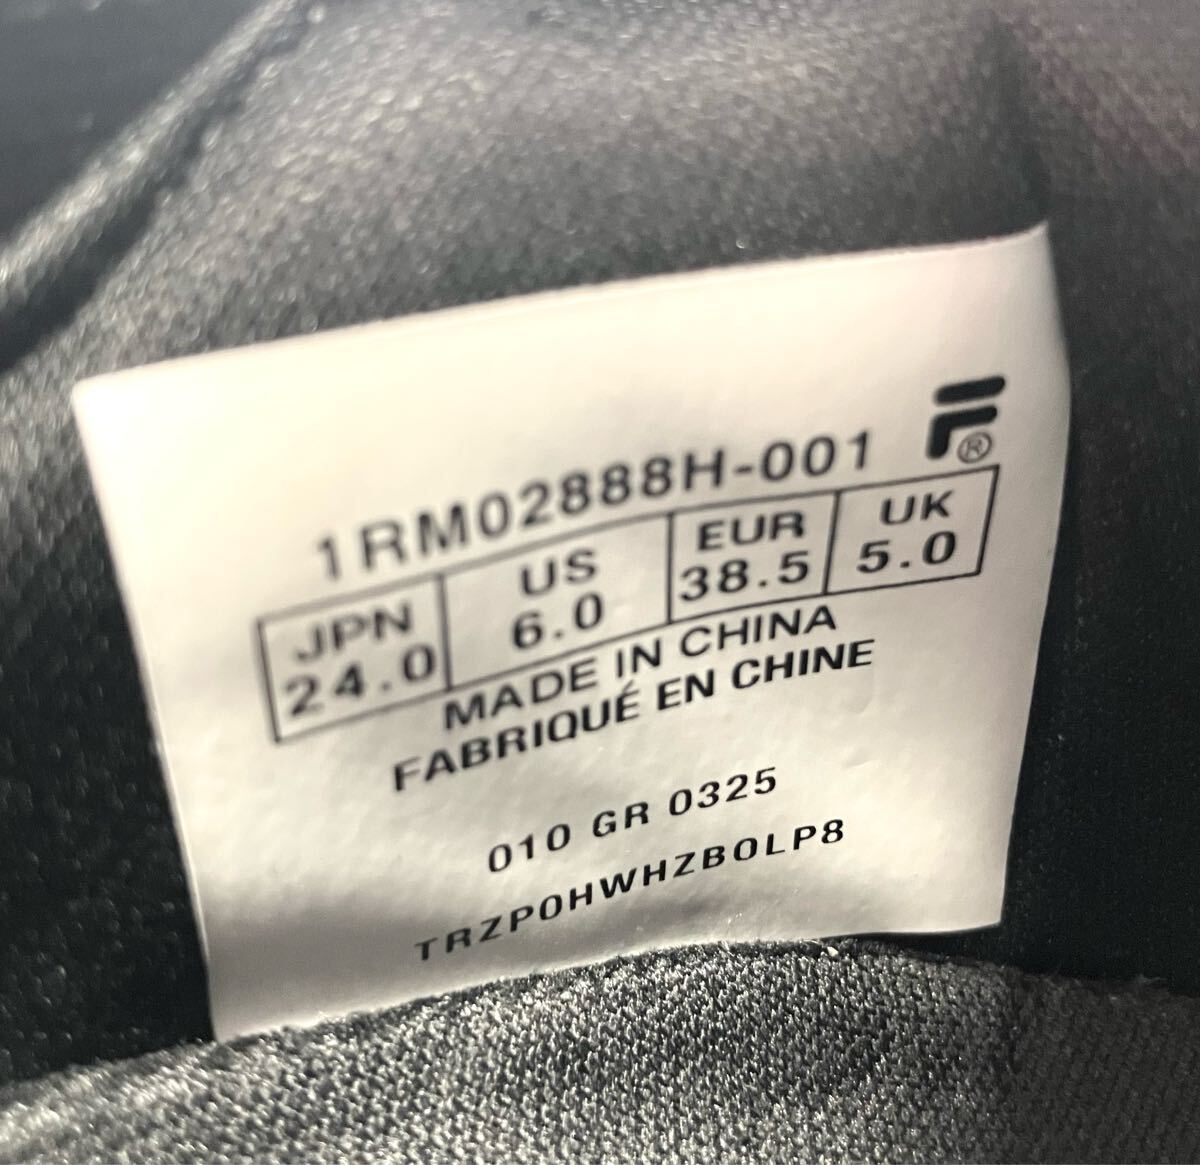 F®
1RM02888H-001
JPN US EUR UK
24.0 6.0 38.5 5.0
MADE IN CHINA
FABRIQUÉ EN CHINE
010 GR 0325
TRZP0HWHZBOLP8